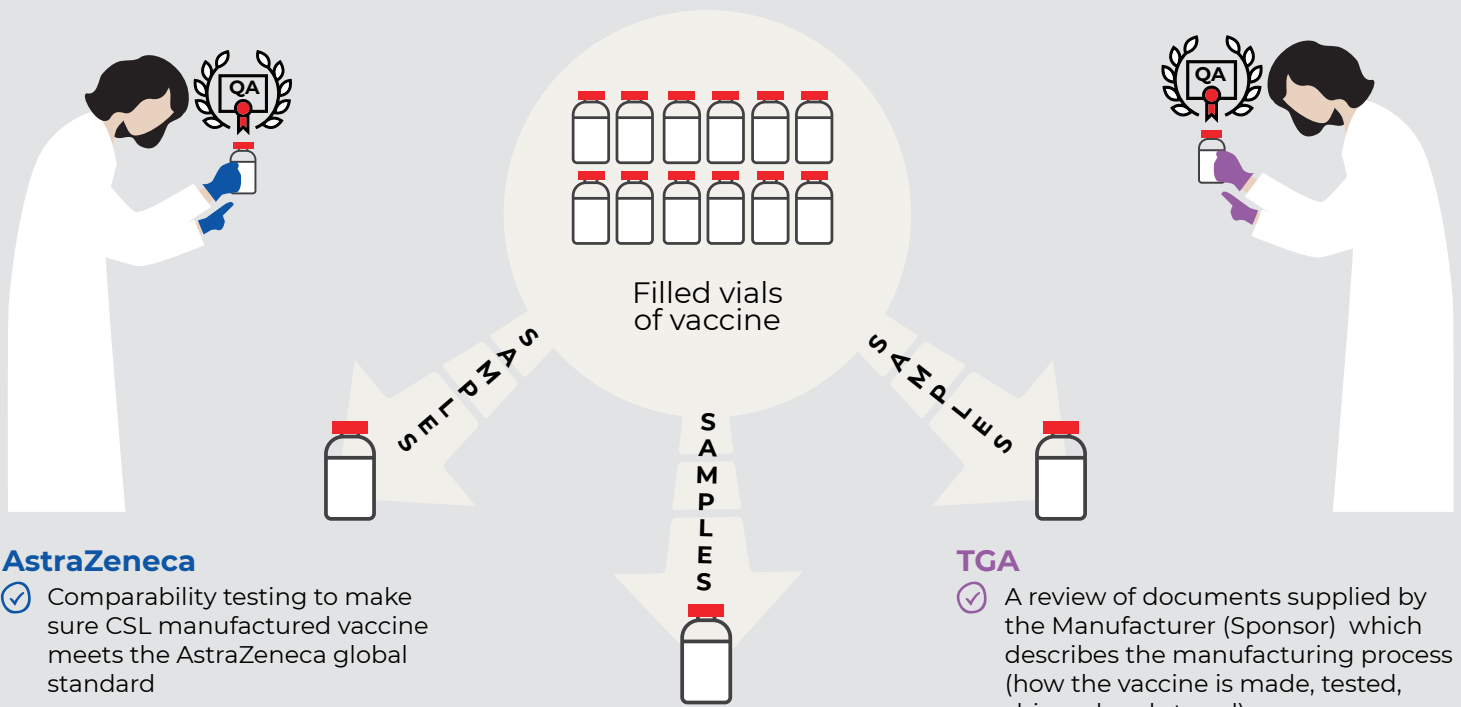 QA
QA
Filled vials
of vaccine
SAMPLES
SAMPLES
SAMPLES
AstraZeneca
Comparability testing to make
sure CSL manufactured vaccine
meets the AstraZeneca global
standard
TGA
A review of documents supplied by
the Manufacturer (Sponsor) which
describes the manufacturing process
(how the vaccine is made, tested,